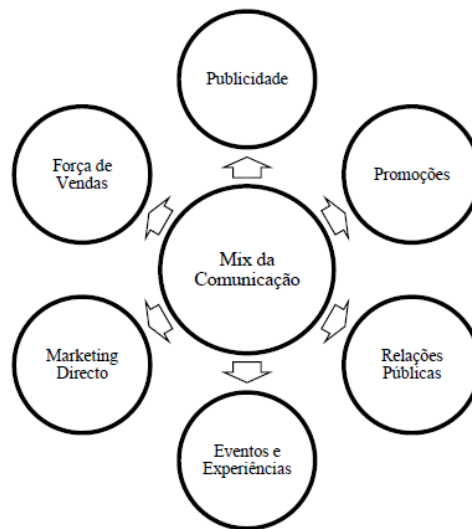 Publicidade
Força de
Vendas
Promoções
Mix da
Comunicação
Marketing
Directo
Relações
Públicas
Eventos e
Experiências